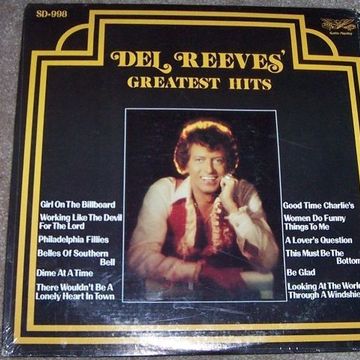 SD-998
DEL REEVES'
GREATEST HITS
Girl On The Billboard
Working Like The Devil
For The Lord
Philadelphia Fillies
Belles Of Southern
Bell
Dime At A Time
There Wouldn't Be A
Lonely Heart In Town
Good Time Charlie's
Women Do Funny
Things To Me
A Lover's Question
This Must Be The
Bottom
Be Glad
Looking At The World
Through A Windshie